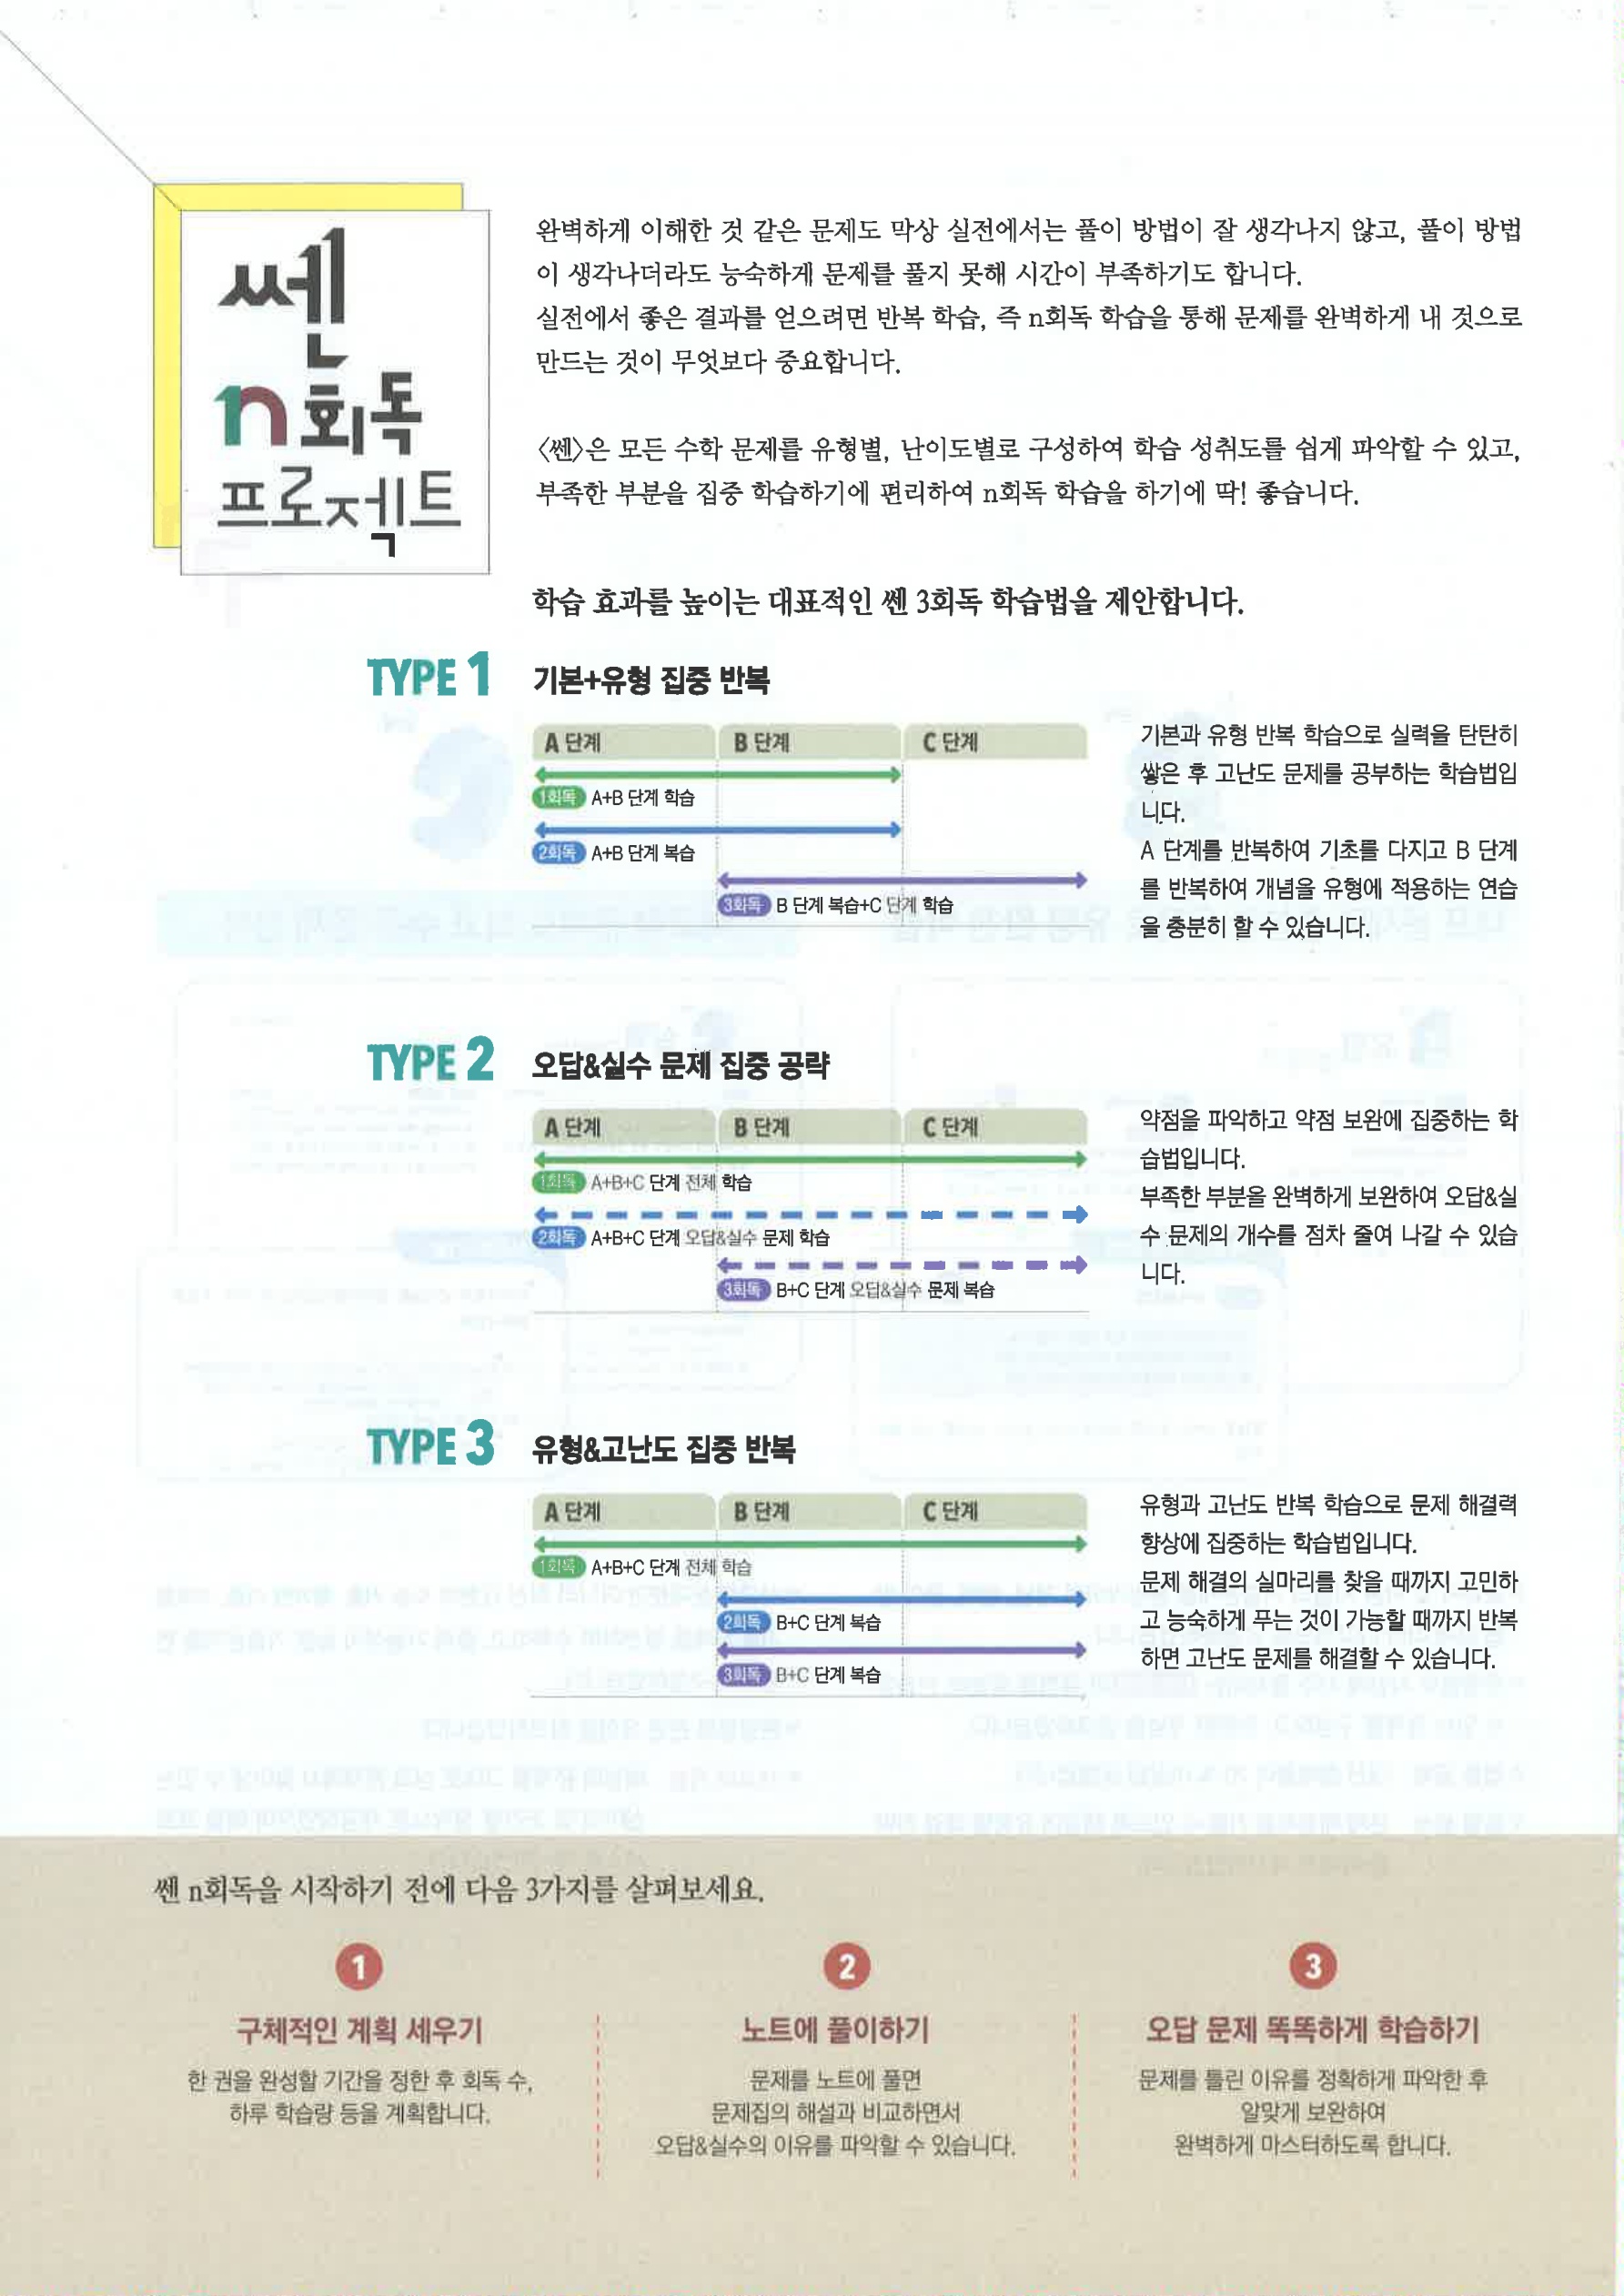 쎈
n회독
프로젝트
완벽하게 이해한 것 같은 문제도 막상 실전에서는 풀이 방법이 잘 생각나지 않고, 풀이 방법
이 생각나더라도 능숙하게 문제를 풀지 못해 시간이 부족하기도 합니다.
실전에서 좋은 결과를 얻으려면 반복 학습, 즉 n회독 학습을 통해 문제를 완벽하게 내 것으로
만드는 것이 무엇보다 중요합니다.
〈쎈〉은 모든 수학 문제를 유형별, 난이도별로 구성하여 학습 성취도를 쉽게 파악할 수 있고,
부족한 부분을 집중 학습하기에 편리하여 n회독 학습을 하기에 딱! 좋습니다.
학습 효과를 높이는 대표적인 쎈 3회독 학습법을 제안합니다.
TYPE 1 기본+유형 집중 반복
A 단계 B 단계 C 단계
1회독 A+B 단계 학습
2회독 A+B 단계 복습
3회독 B 단계 복습+C 단계 학습
기본과 유형 반복 학습으로 실력을 탄탄히
쌓은 후 고난도 문제를 공부하는 학습법입
니다.
A 단계를 반복하여 기초를 다지고 B 단계
를 반복하여 개념을 유형에 적용하는 연습
을 충분히 할 수 있습니다.
TYPE 2 오답&실수 문제 집중 공략
A 단계 B 단계 C 단계
1회독 A+B+C 단계 전체 학습
2회독 A+B+C 단계 오답&실수 문제 학습
3회독 B+C 단계 오답&실수 문제 복습
약점을 파악하고 약점 보완에 집중하는 학
습법입니다.
부족한 부분을 완벽하게 보완하여 오답&실
수 문제의 개수를 점차 줄여 나갈 수 있습
니다.
TYPE 3 유형&고난도 집중 반복
A 단계 B 단계 C 단계
1회독 A+B+C 단계 전체 학습
2회독 B+C 단계 복습
3회독 B+C 단계 복습
유형과 고난도 반복 학습으로 문제 해결력
향상에 집중하는 학습법입니다.
문제 해결의 실마리를 찾을 때까지 고민하
고 능숙하게 푸는 것이 가능할 때까지 반복
하면 고난도 문제를 해결할 수 있습니다.
쎈 n회독을 시작하기 전에 다음 3가지를 살펴보세요.
1
구체적인 계획 세우기
한 권을 완성할 기간을 정한 후 회독 수,
하루 학습량 등을 계획합니다.
2
노트에 풀이하기
문제를 노트에 풀면
문제집의 해설과 비교하면서
오답&실수의 이유를 파악할 수 있습니다.
3
오답 문제 똑똑하게 학습하기
문제를 틀린 이유를 정확하게 파악한 후
알맞게 보완하여
완벽하게 마스터하도록 합니다.